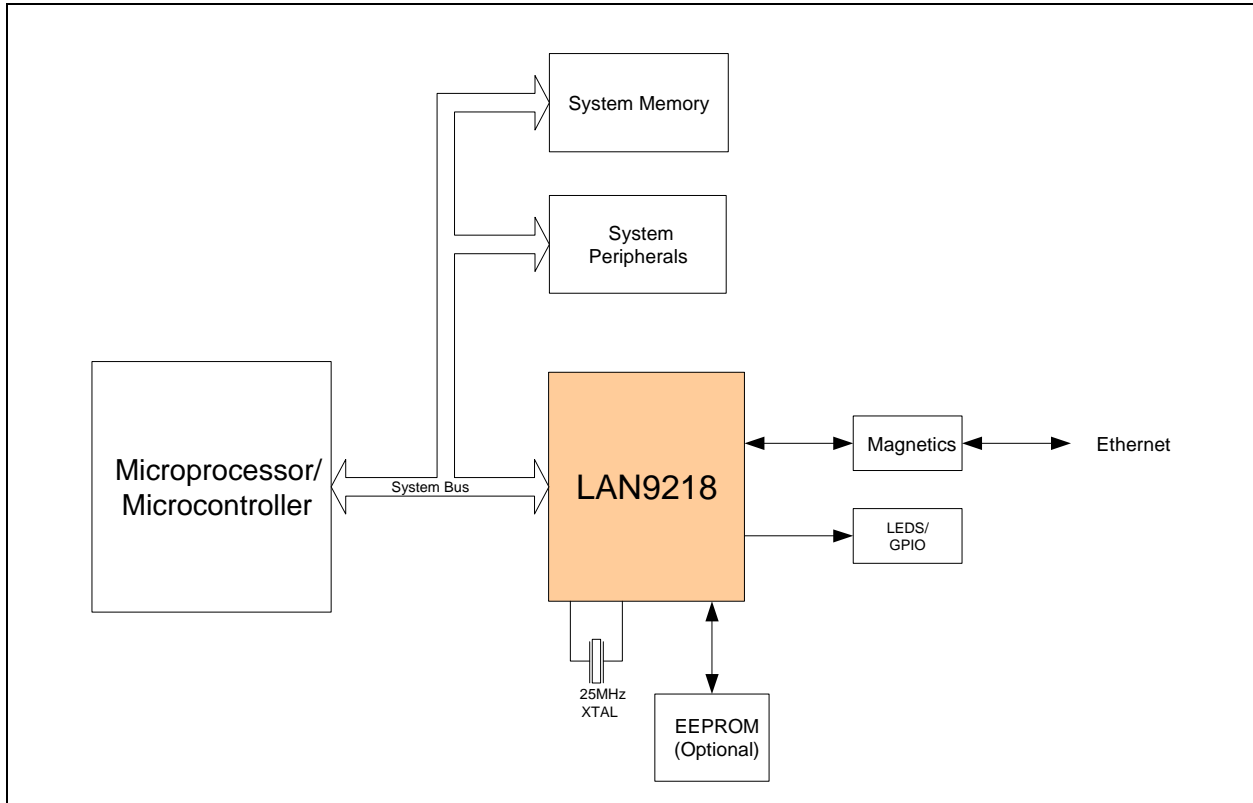 System Memory
System
Peripherals
Microprocessor/
Microcontroller
System Bus
LAN9218
Magnetics
Ethernet
LEDS/
GPIO
25MHz
XTAL
EEPROM
(Optional)